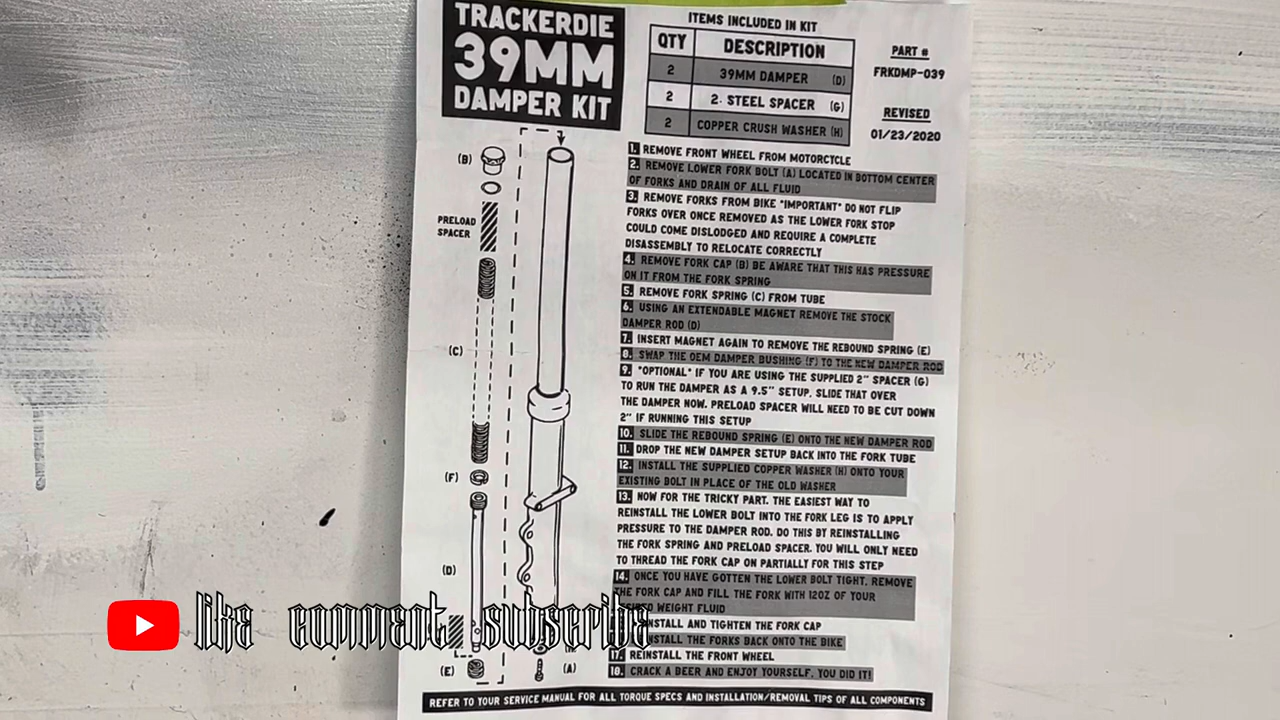 TRACKERDIE
39MM
DAMPER KIT
ITEMS INCLUDED IN KIT
QTY DESCRIPTION
2 39MM DAMPER (D)
2 2. STEEL SPACER (G)
2 COPPER CRUSH WASHER (H)
PART #
FRKDMP-039
REVISED
01/23/2020
(B)
PRELOAD
SPACER
(C)
(F)
(D)
(E)
(A)
1. REMOVE FRONT WHEEL FROM MOTORCYCLE
2. REMOVE LOWER FORK BOLT (A) LOCATED IN BOTTOM CENTER
OF FORKS AND DRAIN OF ALL FLUID
3. REMOVE FORKS FROM BIKE *IMPORTANT* DO NOT FLIP
FORKS OVER ONCE REMOVED AS THE LOWER FORK STOP
COULD COME DISLODGED AND REQUIRE A COMPLETE
DISASSEMBLY TO RELOCATE CORRECTLY
4. REMOVE FORK CAP (B) BE AWARE THAT THIS HAS PRESSURE
ON IT FROM THE FORK SPRING
5. REMOVE FORK SPRING (C) FROM TUBE
6. USING AN EXTENDABLE MAGNET REMOVE THE STOCK
DAMPER ROD (D)
7. INSERT MAGNET AGAIN TO REMOVE THE REBOUND SPRING (E)
8. SWAP THE OEM DAMPER BUSHING (F) TO THE NEW DAMPER ROD
9. *OPTIONAL* IF YOU ARE USING THE SUPPLIED 2" SPACER (G)
TO RUN THE DAMPER AS A 9.5" SETUP, SLIDE THAT OVER
THE DAMPER NOW. PRELOAD SPACER WILL NEED TO BE CUT DOWN
2" IF RUNNING THIS SETUP
10. SLIDE THE REBOUND SPRING (E) ONTO THE NEW DAMPER ROD
11. DROP THE NEW DAMPER SETUP BACK INTO THE FORK TUBE
12. INSTALL THE SUPPLIED COPPER WASHER (H) ONTO YOUR
EXISTING BOLT IN PLACE OF THE OLD WASHER
13. NOW FOR THE TRICKY PART. THE EASIEST WAY TO
REINSTALL THE LOWER BOLT INTO THE FORK LEG IS TO APPLY
PRESSURE TO THE DAMPER ROD. DO THIS BY REINSTALLING
THE FORK SPRING AND PRELOAD SPACER. YOU WILL ONLY NEED
TO THREAD THE FORK CAP ON PARTIALLY FOR THIS STEP
14. ONCE YOU HAVE GOTTEN THE LOWER BOLT TIGHT, REMOVE
THE FORK CAP AND FILL THE FORK WITH 12OZ OF YOUR
WEIGHT FLUID
AND TIGHTEN THE FORK CAP
THE FORKS BACK ONTO THE BIKE
17. REINSTALL THE FRONT WHEEL
18. CRACK A BEER AND ENJOY YOURSELF, YOU DID IT!
REFER TO YOUR SERVICE MANUAL FOR ALL TORQUE SPECS AND INSTALLATION/REMOVAL TIPS OF ALL COMPONENTS
like comment subscribe